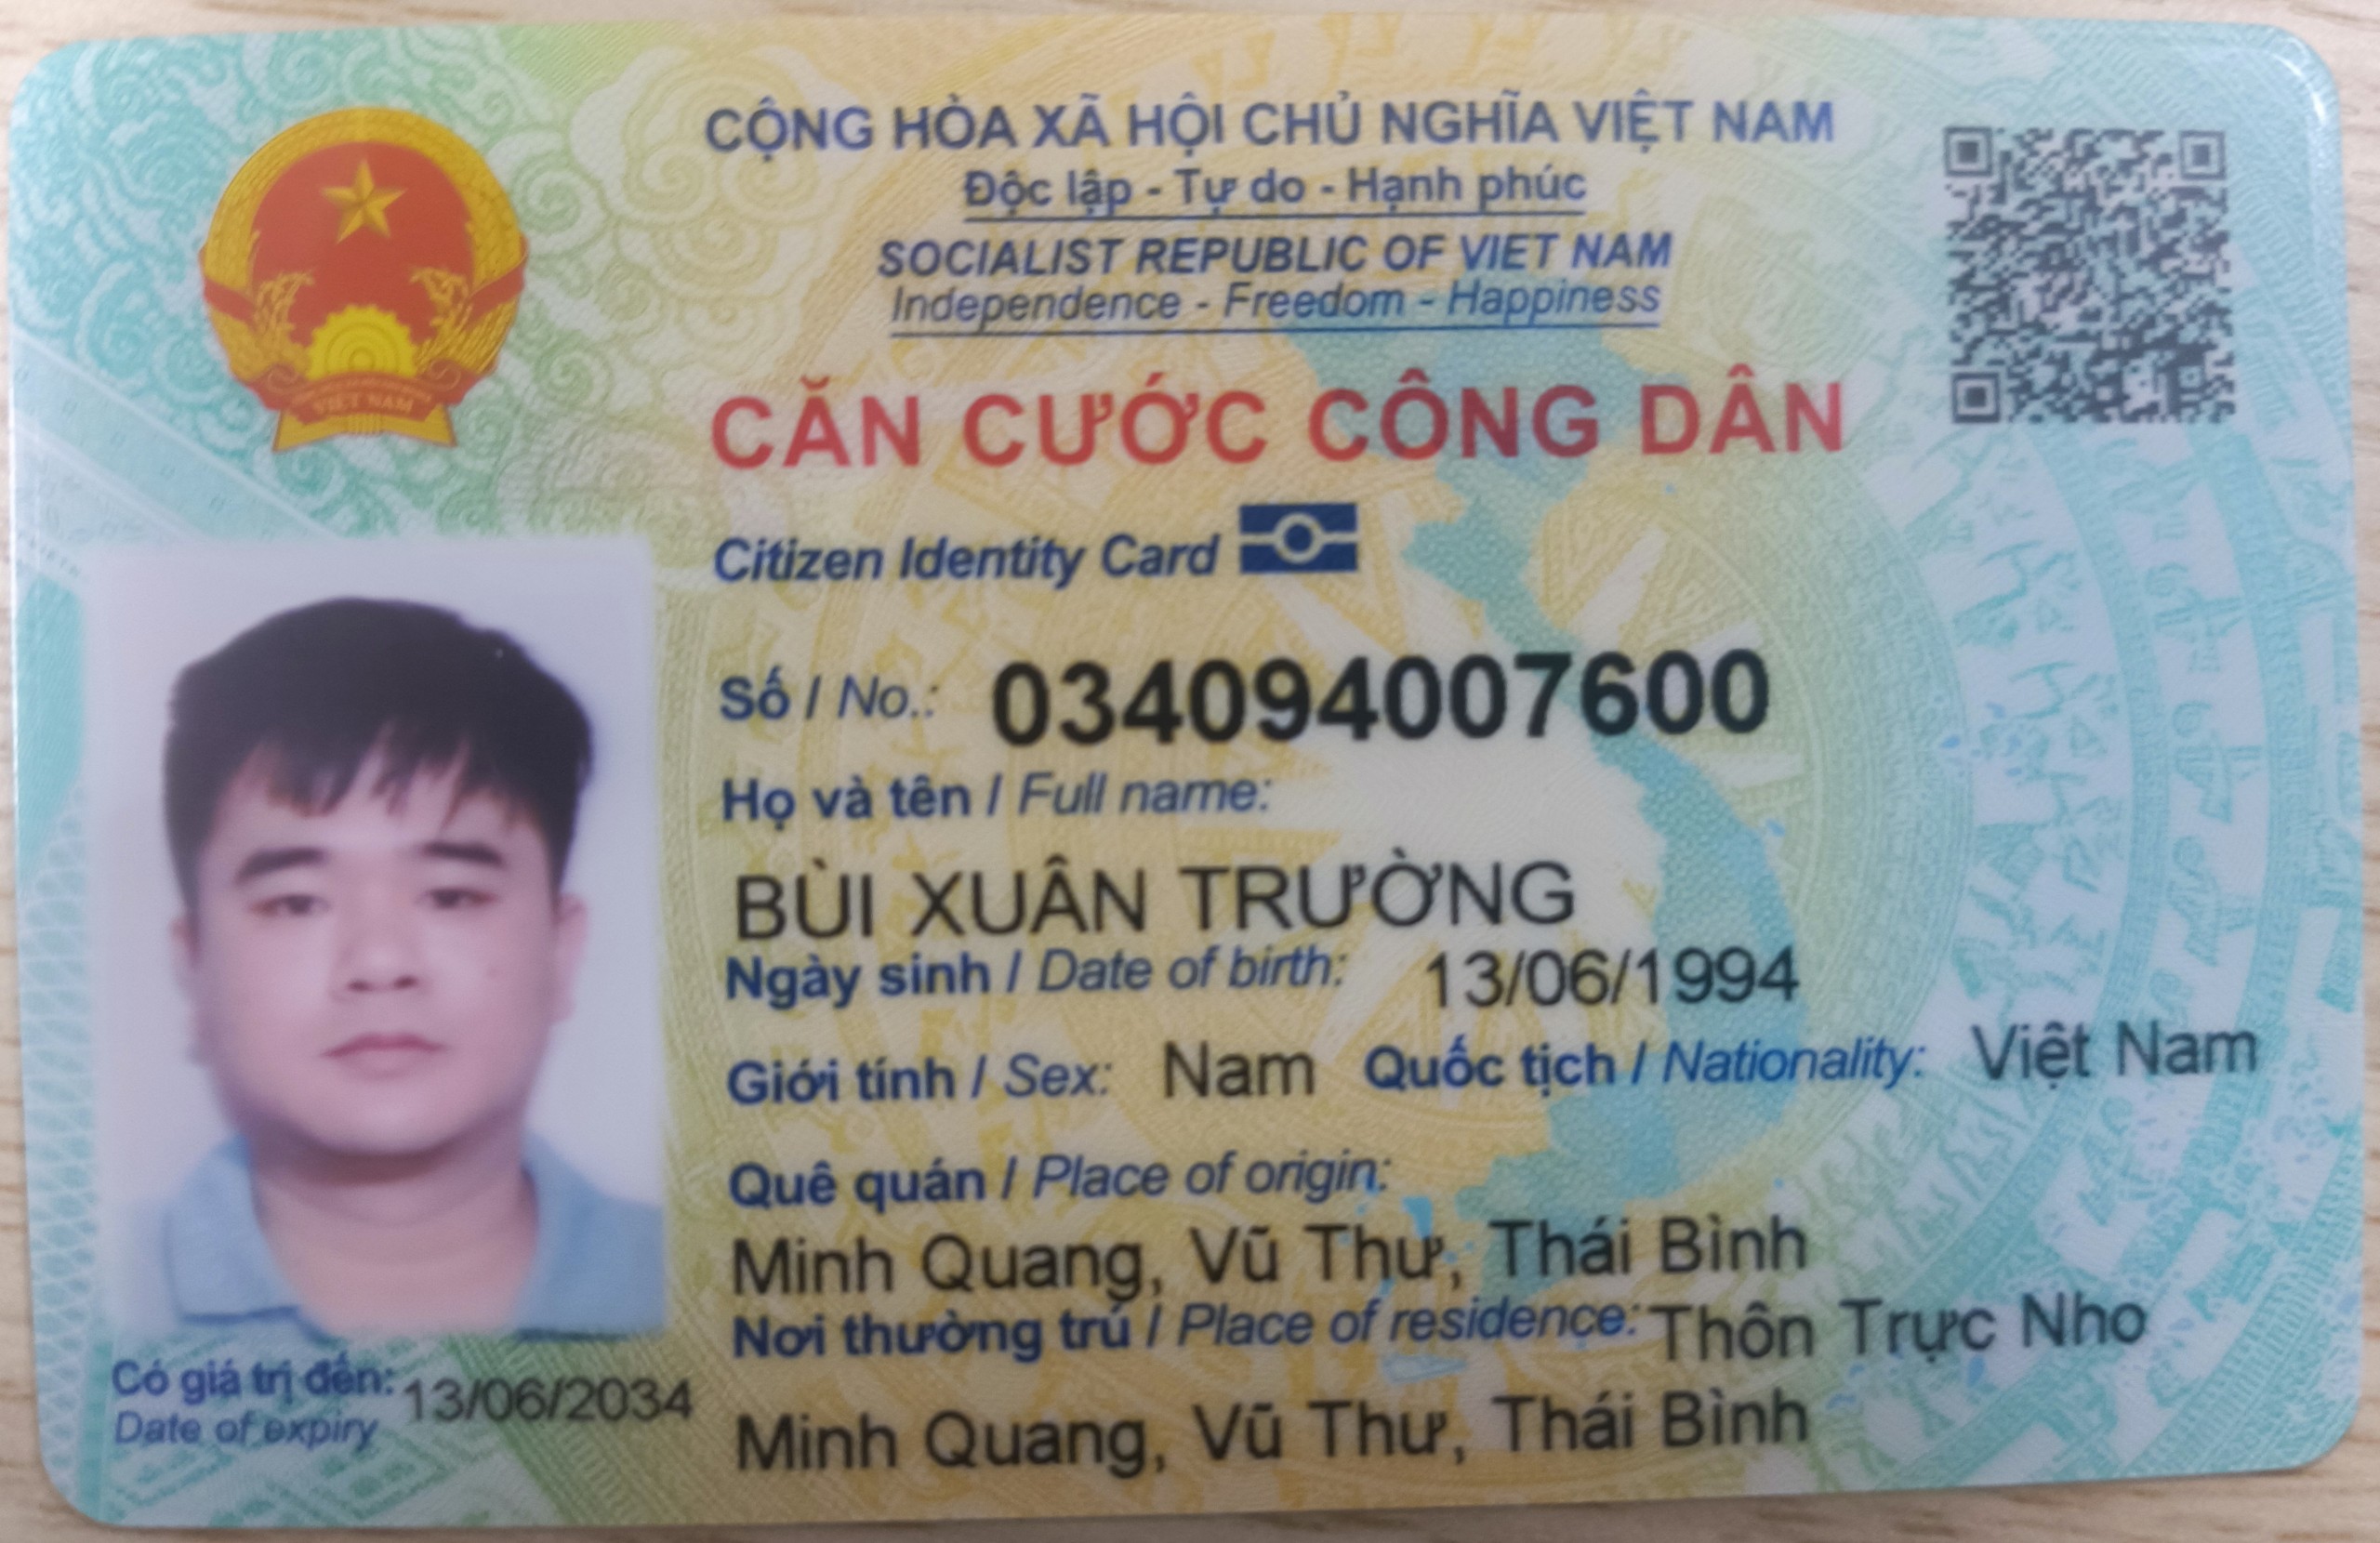 CỘNG HÒA XÃ HỘI CHỦ NGHĨA VIỆT NAM
Độc lập - Tự do - Hạnh phúc
SOCIALIST REPUBLIC OF VIET NAM
Independence - Freedom - Happiness
CĂN CƯỚC CÔNG DÂN
Citizen Identity Card
VIỆT NAM
Số / No.: 034094007600
Họ và tên / Full name:
BÙI XUÂN TRƯỜNG
Ngày sinh / Date of birth: 13/06/1994
Giới tính / Sex: Nam Quốc tịch / Nationality: Việt Nam
Quê quán / Place of origin:
Minh Quang, Vũ Thư, Thái Bình
Nơi thường trú / Place of residence: Thôn Trực Nho
Minh Quang, Vũ Thư, Thái Bình
Có giá trị đến: 13/06/2034
Date of expiry